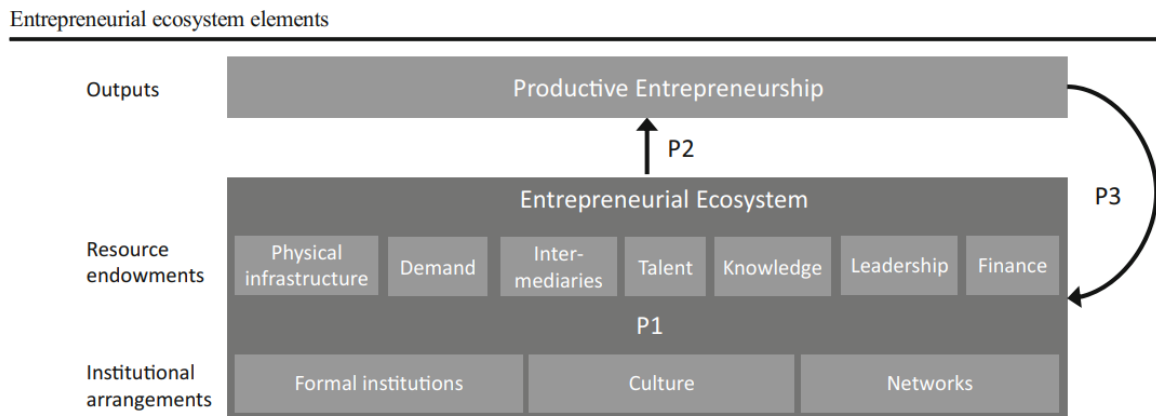 Entrepreneurial ecosystem elements
Outputs
Productive Entrepreneurship
P2
P3
Entrepreneurial Ecosystem
Resource
endowments
Physical
infrastructure
Demand
Inter-
mediaries
Talent
Knowledge
Leadership
Finance
P1
Institutional
arrangements
Formal institutions
Culture
Networks